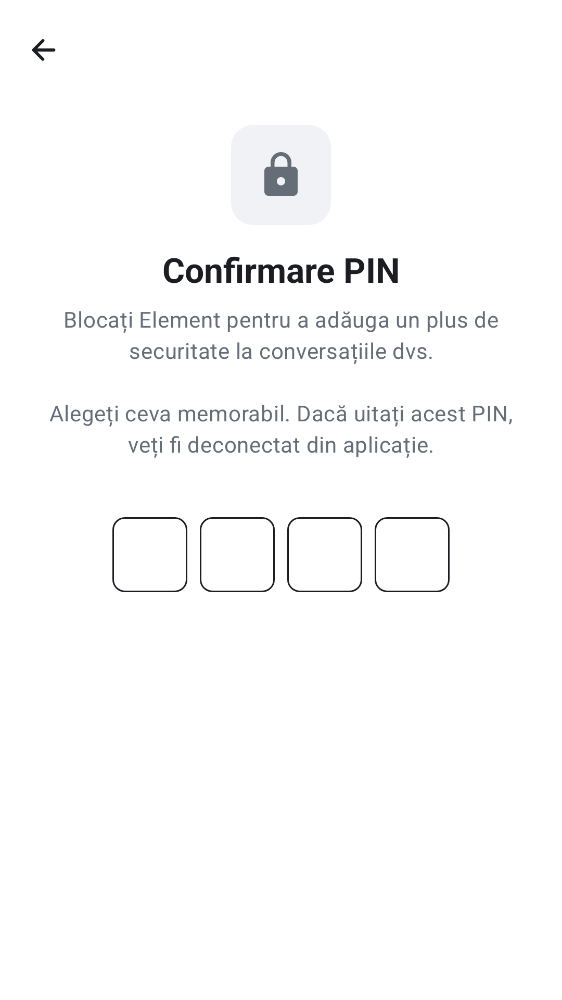 Confirmare PIN
Blocați Element pentru a adăuga un plus de
securitate la conversațiile dvs.
Alegeți ceva memorabil. Dacă uitați acest PIN,
veți fi deconectat din aplicație.